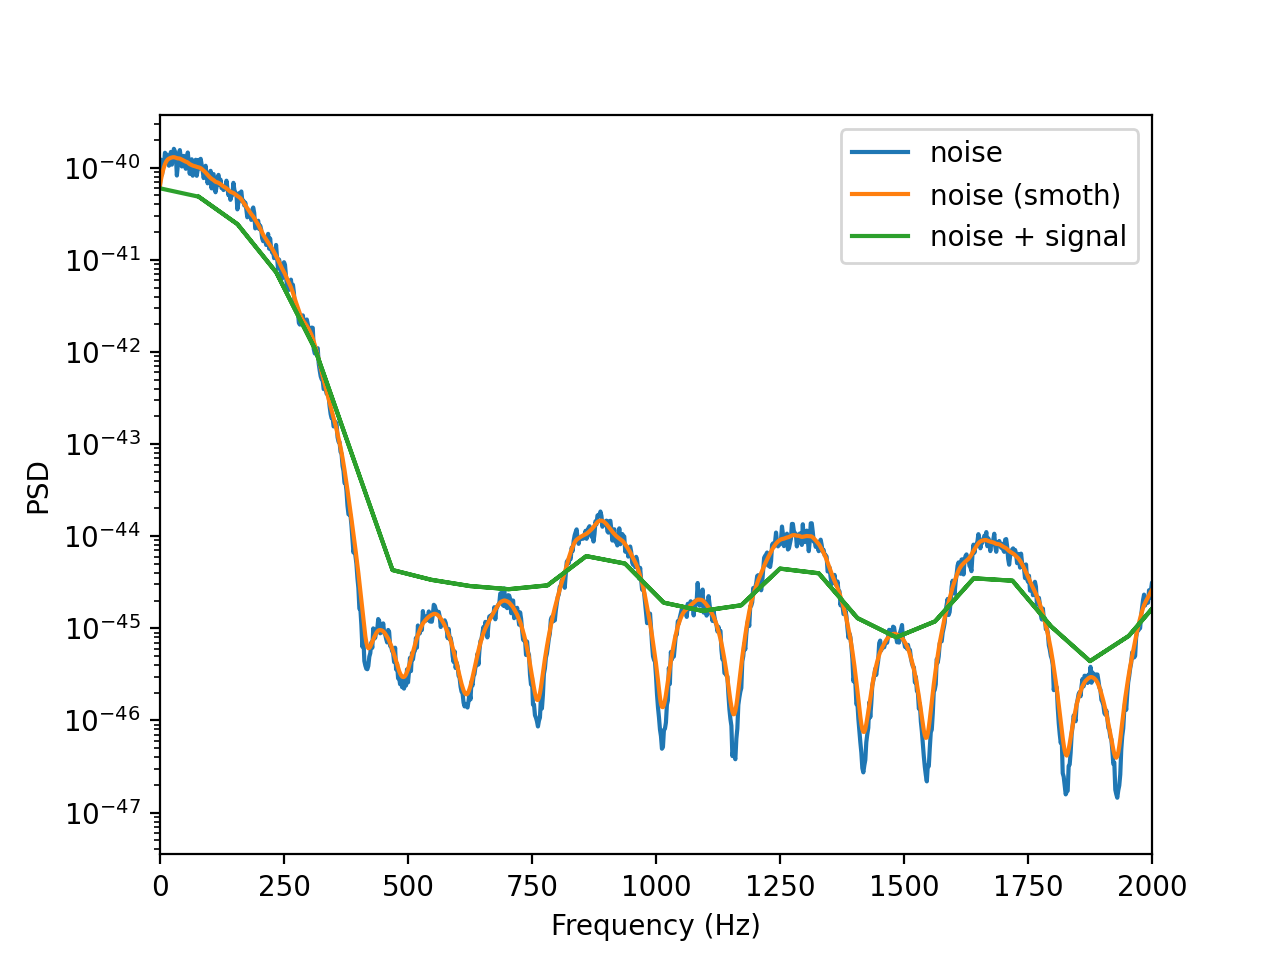 noise
noise (smoth)
noise + signal
PSD
10⁻⁴⁰
10⁻⁴¹
10⁻⁴²
10⁻⁴³
10⁻⁴⁴
10⁻⁴⁵
10⁻⁴⁶
10⁻⁴⁷
0 250 500 750 1000 1250 1500 1750 2000
Frequency (Hz)